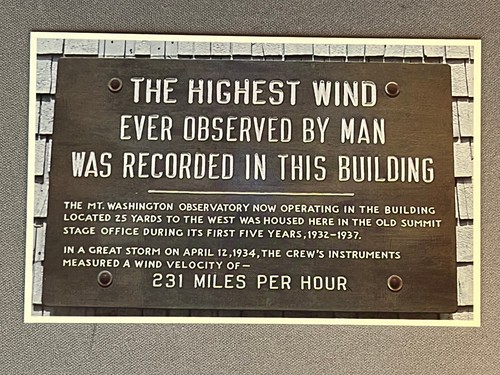 THE HIGHEST WIND
EVER OBSERVED BY MAN
WAS RECORDED IN THIS BUILDING
THE MT. WASHINGTON OBSERVATORY NOW OPERATING IN THE BUILDING
LOCATED 25 YARDS TO THE WEST WAS HOUSED HERE IN THE OLD SUMMIT
STAGE OFFICE DURING ITS FIRST FIVE YEARS, 1932-1937.
IN A GREAT STORM ON APRIL 12, 1934, THE CREW'S INSTRUMENTS
MEASURED A WIND VELOCITY OF—
231 MILES PER HOUR